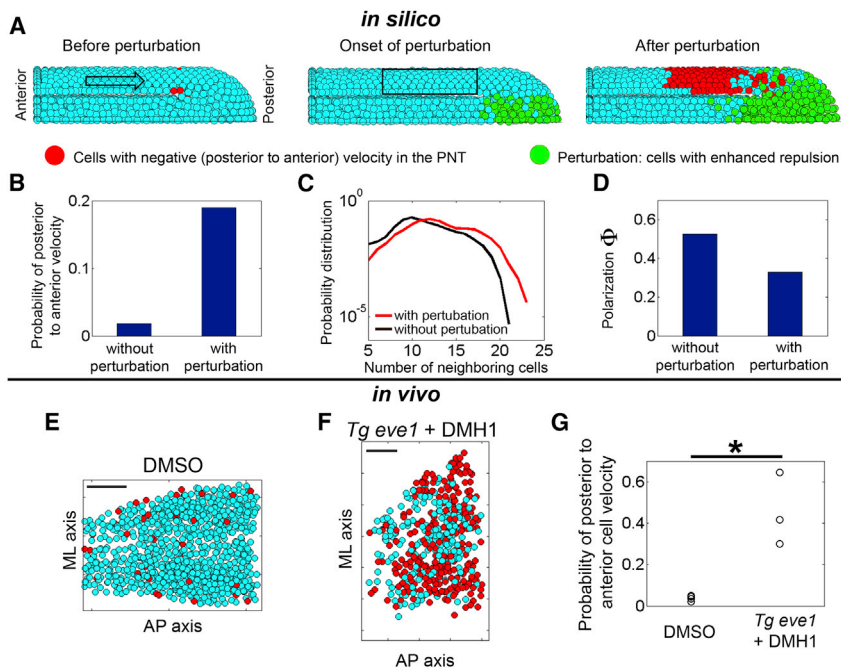 in silico
A
Before perturbation
Onset of perturbation
After perturbation
Anterior
Posterior
Cells with negative (posterior to anterior) velocity in the PNT
Perturbation: cells with enhanced repulsion
B
Probability of posterior
to anterior velocity
0.2
0.1
0
without
perturbation
with
perturbation
C
Probability distribution
10^0
10^-5
with pertubation
without pertubation
5
10
15
20
25
Number of neighboring cells
D
Polarization Φ
0.6
0.4
0.2
0
without
perturbation
with
perturbation
in vivo
E
DMSO
ML axis
AP axis
F
Tg eve1 + DMH1
ML axis
AP axis
G
Probability of posterior to
anterior cell velocity
0.6
0.4
0.2
0
*
DMSO
Tg eve1
+ DMH1